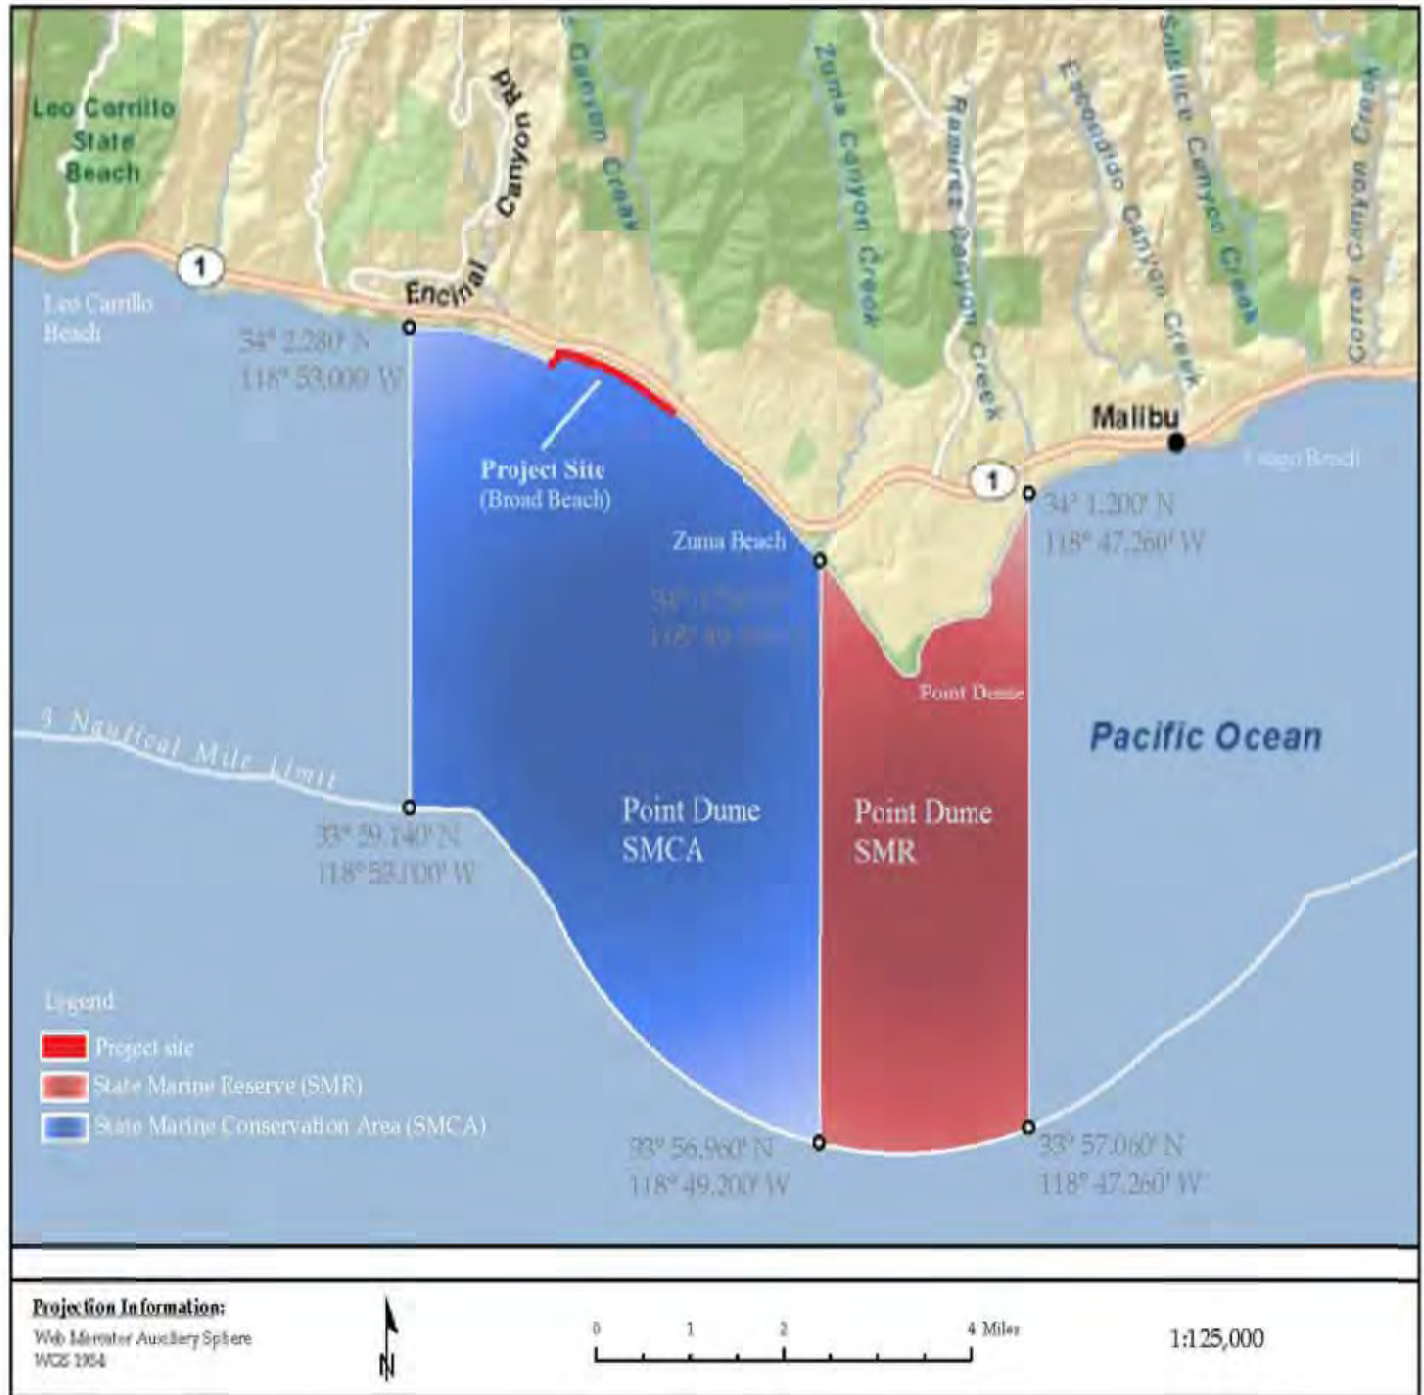 Leo Carrillo
State
Beach
Canyon Rd
Encinal
Canyon Creek
Zuma Canyon Creek
Ramirez Canyon Creek
Escondido Canyon Creek
Solstice Canyon Creek
Corral Canyon Creek
1
Leo Carrillo
Beach
34° 2.280' N
118° 53.000' W
Project Site
(Broad Beach)
Malibu
Beach
1
34° 1.200' N
118° 47.260' W
Zuma Beach
Point Dume
Pacific Ocean
3 Nautical Mile Limit
Point Dume
SMCA
Point Dume
SMR
33° 59.140' N
118° 53.000' W
Legend
Project site
State Marine Reserve (SMR)
State Marine Conservation Area (SMCA)
33° 56.960' N
118° 49.200' W
33° 57.060' N
118° 47.260' W
Projection Information:
Web Mercator Auxiliary Sphere
WGS 1984
N
0 1 2 4 Miles
1:125,000